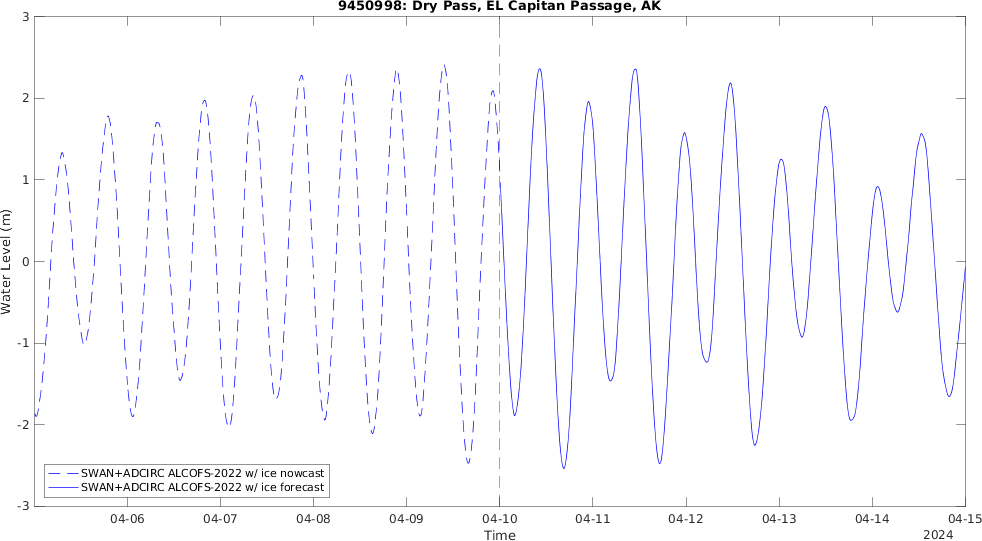 9450998: Dry Pass, EL Capitan Passage, AK
3
2
1
0
-1
-2
-3
Water Level (m)
SWAN+ADCIRC ALCOFS-2022 w/ ice nowcast
SWAN+ADCIRC ALCOFS-2022 w/ ice forecast
04-06 04-07 04-08 04-09 04-10 04-11 04-12 04-13 04-14 04-15
Time
2024